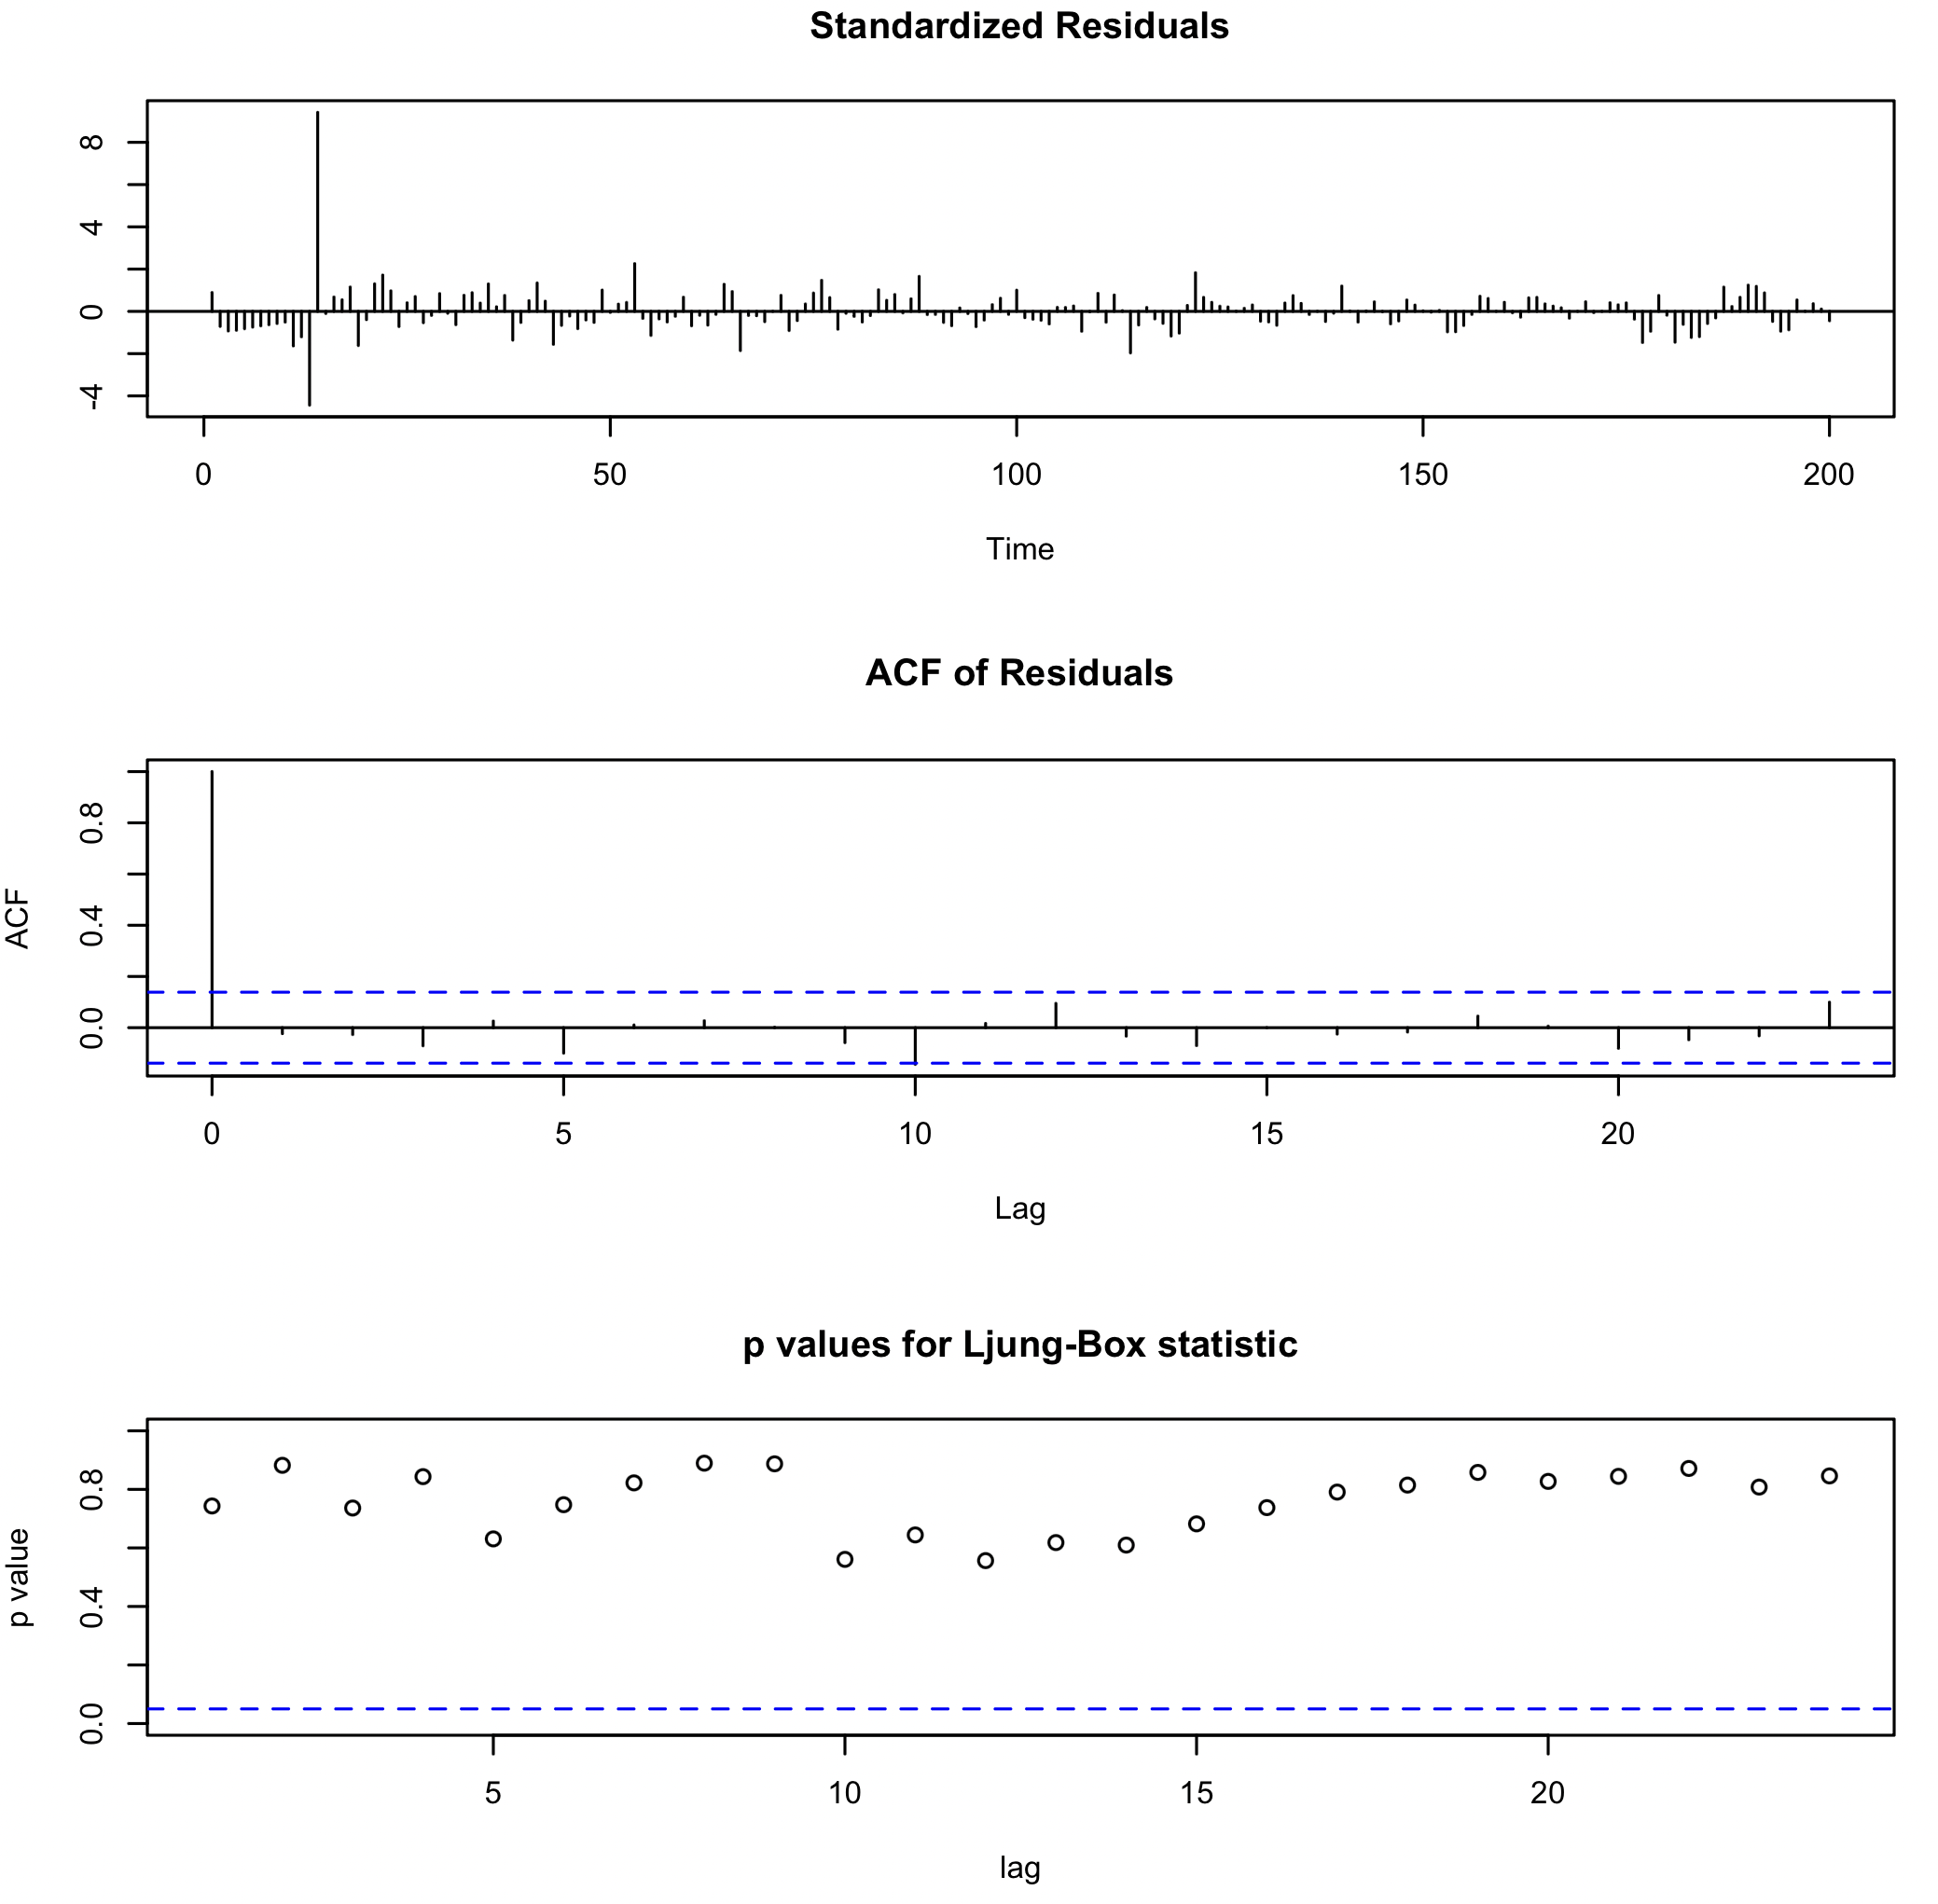 Standardized Residuals
8
4
0
-4
0 50 100 150 200
Time
ACF of Residuals
ACF
0.8
0.4
0.0
0 5 10 15 20
Lag
p values for Ljung-Box statistic
p value
0.8
0.4
0.0
5 10 15 20
lag